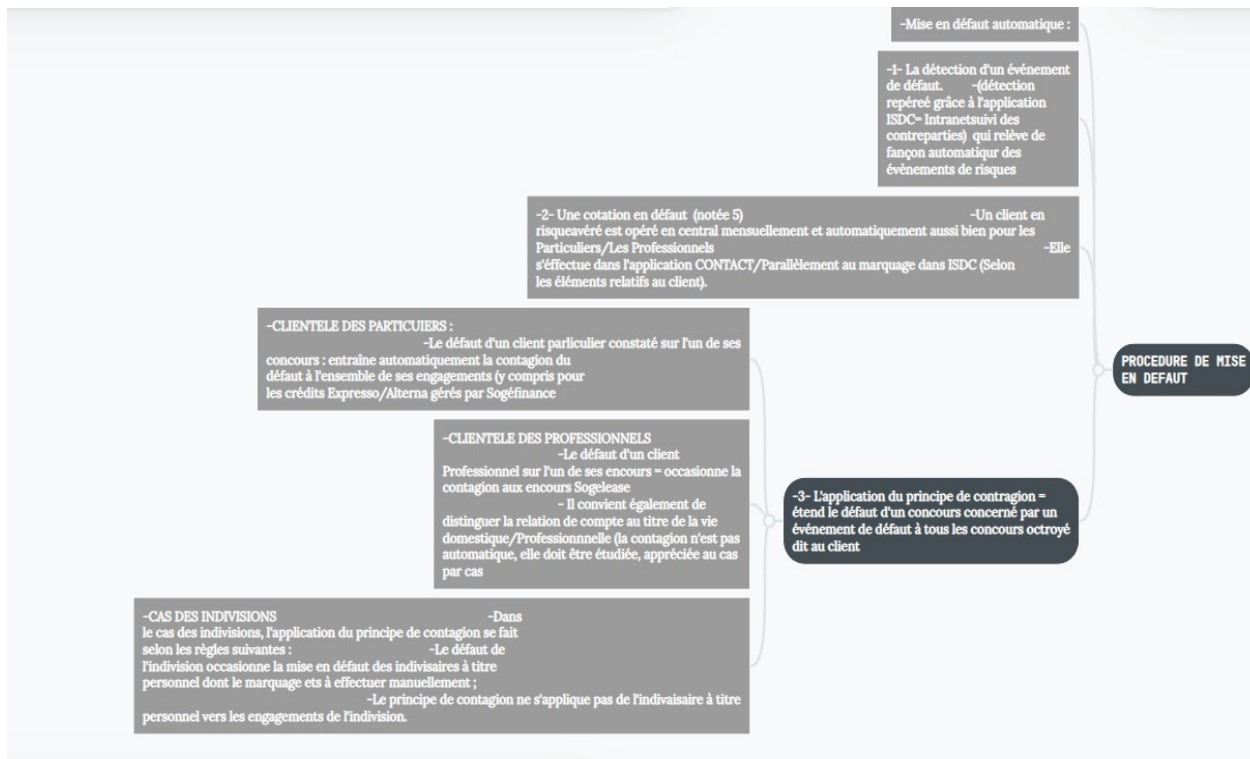 -Mise en défaut automatique :
-1- La détection d'un événement
de défaut. -(détection
repéreé grâce à l'application
ISDC= Intranetsuivi des
contreparties) qui relève de
fançon automatiqur des
évènements de risques
-2- Une cotation en défaut (notée 5) -Un client en
risqueavéré est opéré en central mensuellement et automatiquement aussi bien pour les
Particuliers/Les Professionnels -Elle
s'éffectue dans l'application CONTACT/Parallèlement au marquage dans ISDC (Selon
les éléments relatifs au client).
-CLIENTELE DES PARTICUIERS :
-Le défaut d'un client parliculier constaté sur l'un de ses
concours : entraîne automatiquement la contagion du
défaut à l'ensemble de ses engagements (y compris pour
les crédits Expresso/Alterna gérés par Sogéfinance
PROCEDURE DE MISE
EN DEFAUT
-CLIENTELE DES PROFESSIONNELS
-Le défaut d'un client
Professionnel sur l'un de ses encours = occasionne la
contagion aux encours Sogelease
- Il convient également de
distinguer la relation de compte au titre de la vie
domestique/Professionnnelle (la contagion n'est pas
automatique, elle doit être étudiée, appréciée au cas
par cas
-3- L'application du principe de contragion =
étend le défaut d'un concours concerné par un
événement de défaut à tous les concours octroyé
dit au client
-CAS DES INDIVISIONS -Dans
le cas des indivisions, l'application du principe de contagion se fait
selon les règles suivantes : -Le défaut de
l'indivision occasionne la mise en défaut des indivisaires à titre
personnel dont le marquage ets à effectuer manuellement ;
-Le principe de contagion ne s'applique pas de l'indivaisaire à titre
personnel vers les engagements de l'indivision.